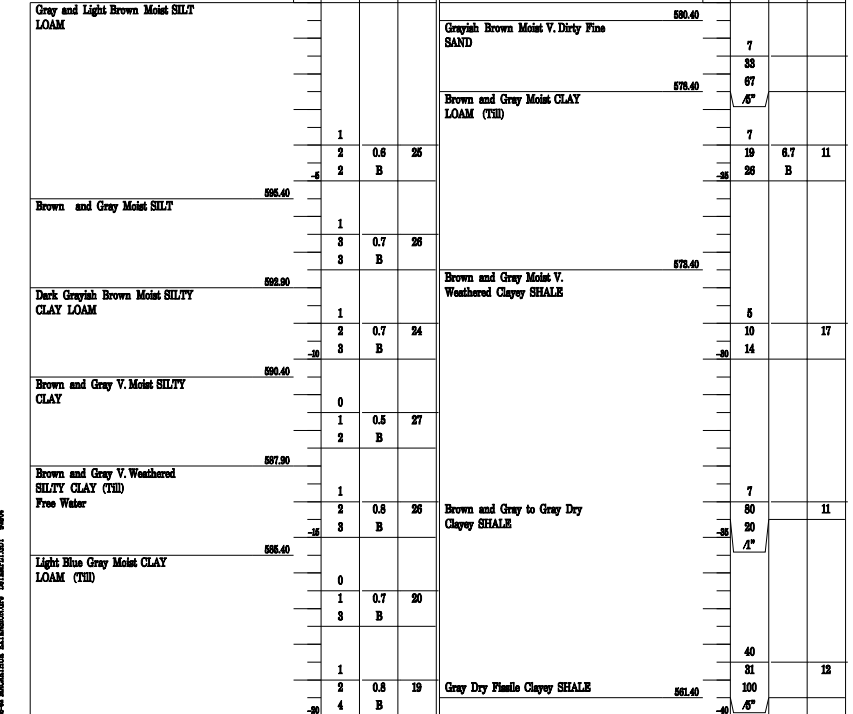 Gray and Light Brown Moist SILT
LOAM
1
2 0.6 25
-5 2 B
595.40
Brown and Gray Moist SILT
1
3 0.7 26
3 B
592.90
Dark Grayish Brown Moist SILTY
CLAY LOAM
1
2 0.7 24
-10 3 B
590.40
Brown and Gray V. Moist SILTY
CLAY
0
1 0.5 27
2 B
587.90
Brown and Gray V. Weathered
SILTY CLAY (Till)
Free Water
1
2 0.8 26
-15 3 B
585.40
Light Blue Gray Moist CLAY
LOAM (Till)
0
1 0.7 20
3 B
1
2 0.8 19
-20 4 B
580.40
Grayish Brown Moist V. Dirty Fine
SAND
7
33
67
578.40
/5"
Brown and Gray Moist CLAY
LOAM (Till)
7
19 6.7 11
-25 26 B
573.40
Brown and Gray Moist V.
Weathered Clayey SHALE
5
10 17
-30 14
7
Brown and Gray to Gray Dry 80 11
Clayey SHALE
-35 20
/1"
40
31 12
Gray Dry Fissile Clayey SHALE 561.40 100
-40 /5"